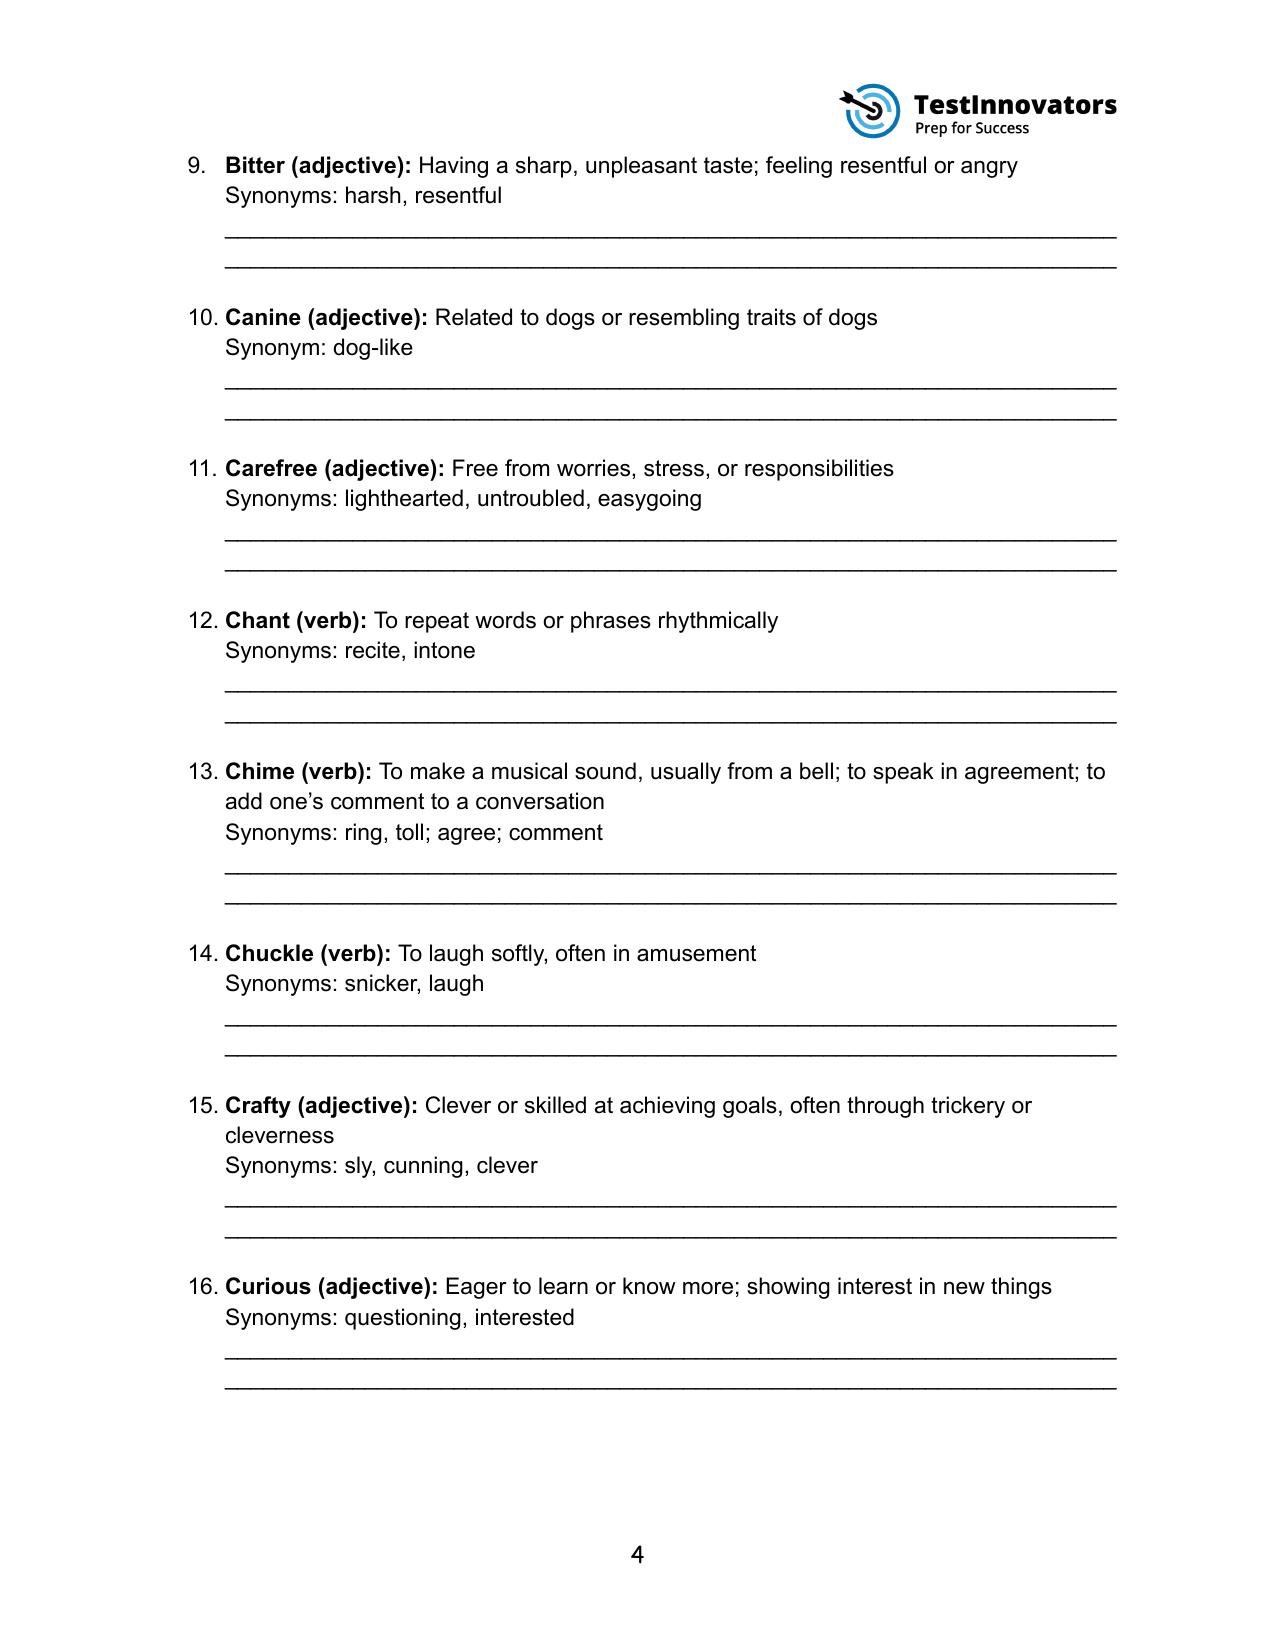 TestInnovators
Prep for Success
9. Bitter (adjective): Having a sharp, unpleasant taste; feeling resentful or angry
Synonyms: harsh, resentful
10. Canine (adjective): Related to dogs or resembling traits of dogs
Synonym: dog-like
11. Carefree (adjective): Free from worries, stress, or responsibilities
Synonyms: lighthearted, untroubled, easygoing
12. Chant (verb): To repeat words or phrases rhythmically
Synonyms: recite, intone
13. Chime (verb): To make a musical sound, usually from a bell; to speak in agreement; to
add one’s comment to a conversation
Synonyms: ring, toll; agree; comment
14. Chuckle (verb): To laugh softly, often in amusement
Synonyms: snicker, laugh
15. Crafty (adjective): Clever or skilled at achieving goals, often through trickery or
cleverness
Synonyms: sly, cunning, clever
16. Curious (adjective): Eager to learn or know more; showing interest in new things
Synonyms: questioning, interested
4